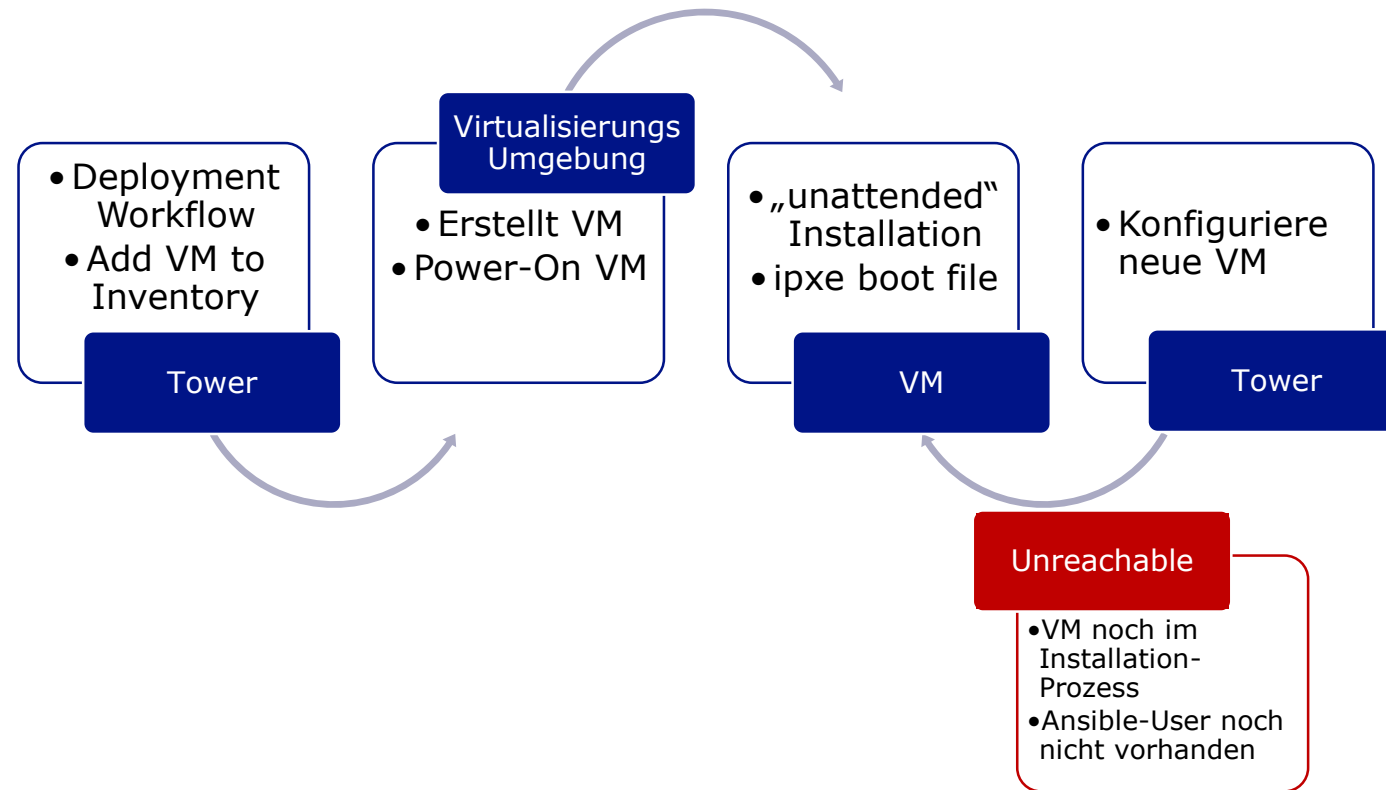 • Deployment
Workflow
• Add VM to
Inventory
Tower
Virtualisierungs
Umgebung
• Erstellt VM
• Power-On VM
• „unattended“
Installation
• ipxe boot file
VM
• Konfiguriere
neue VM
Tower
Unreachable
•VM noch im
Installation-
Prozess
•Ansible-User noch
nicht vorhanden